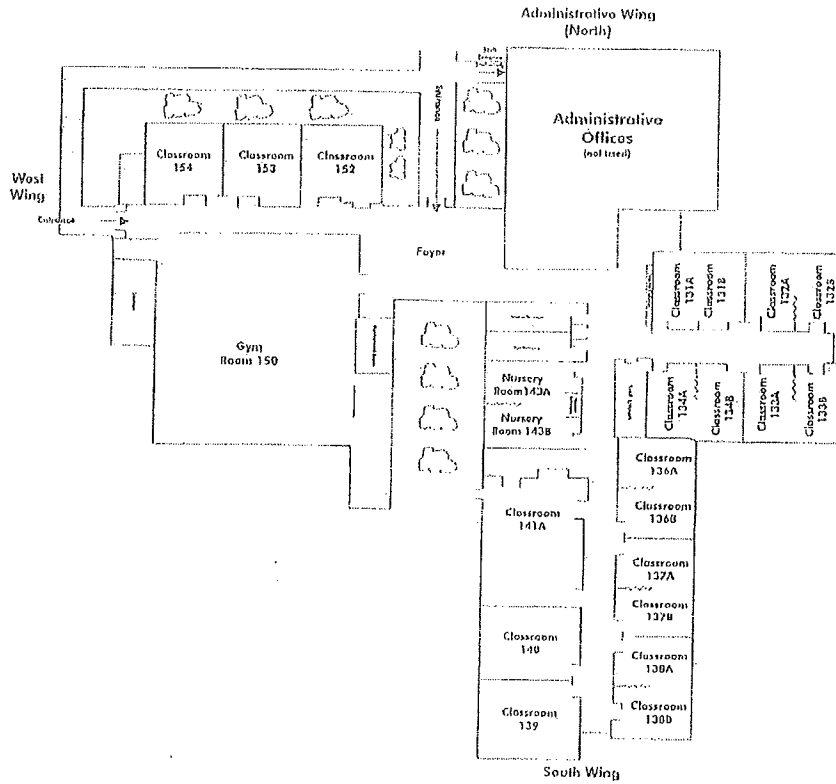 Administrative Wing
(North)
Entrance
Administrative
Offices
(not used)
Classroom
154
Classroom
153
Classroom
152
West
Wing
Entrance
Foyer
Gym
Room 150
Classroom
131A
Classroom
131B
Classroom
132A
Classroom
132B
Nursery
Room 143A
Nursery
Room 143B
Classroom
134A
Classroom
134B
Classroom
133A
Classroom
133B
Classroom
136A
Classroom
136B
Classroom
141A
Classroom
137A
Classroom
137B
Classroom
140
Classroom
138A
Classroom
139
Classroom
138B
South Wing